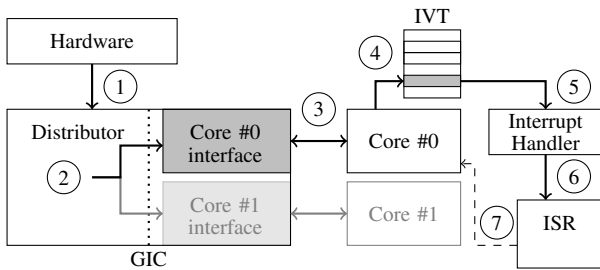 IVT
Hardware
4
1
5
3
Distributor
Core #0
interface
Core #0
Interrupt
Handler
2
6
Core #1
interface
Core #1
7
ISR
GIC